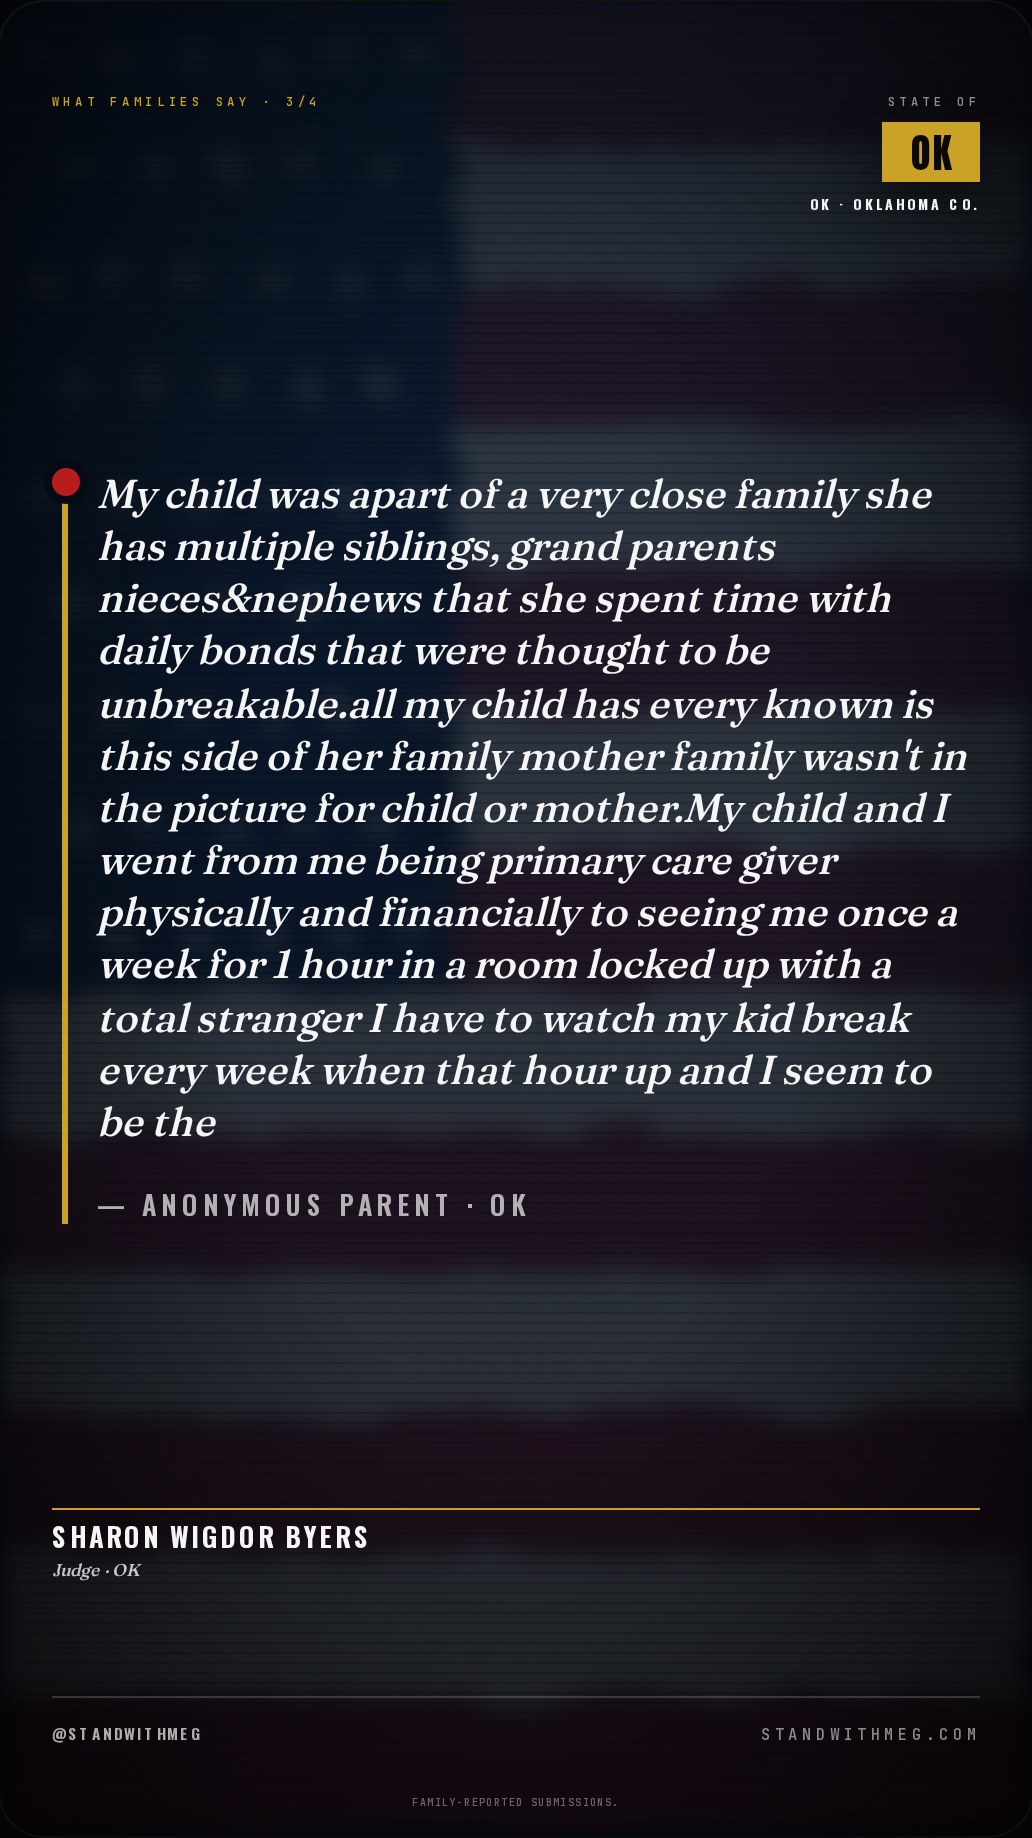 WHAT FAMILIES SAY · 3/4
STATE OF
OK
OK · OKLAHOMA CO.
My child was apart of a very close family she
has multiple siblings, grand parents
nieces&nephews that she spent time with
daily bonds that were thought to be
unbreakable.all my child has every known is
this side of her family mother family wasn't in
the picture for child or mother.My child and I
went from me being primary care giver
physically and financially to seeing me once a
week for 1 hour in a room locked up with a
total stranger I have to watch my kid break
every week when that hour up and I seem to
be the
— ANONYMOUS PARENT · OK
SHARON WIGDOR BYERS
Judge · OK
@STANDWITHMEG
STANDWITHMEG.COM
FAMILY-REPORTED SUBMISSIONS.